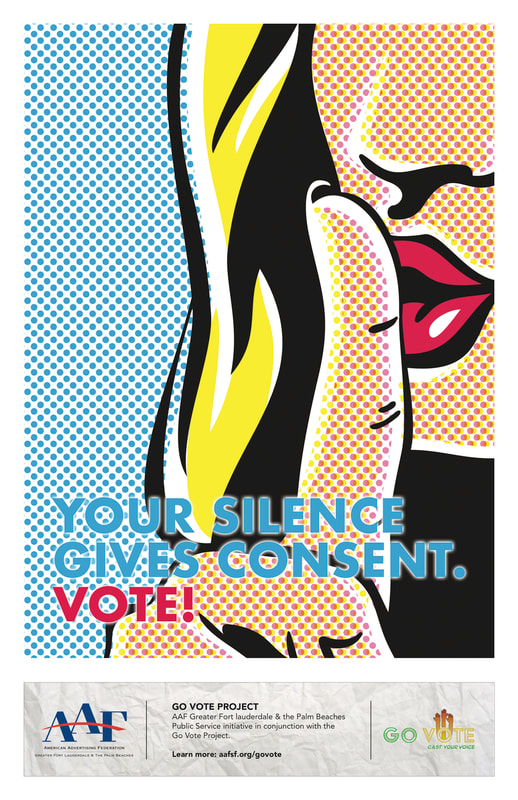 YOUR SILENCE
GIVES CONSENT.
VOTE!
AAF
AMERICAN ADVERTISING FEDERATION
GREATER FORT LAUDERDALE & THE PALM BEACHES
GO VOTE PROJECT
AAF Greater Fort lauderdale & the Palm Beaches
Public Service initiative in conjunction with the
Go Vote Project.
Learn more: aafsf.org/govote
GO VOTE
CAST YOUR VOICE